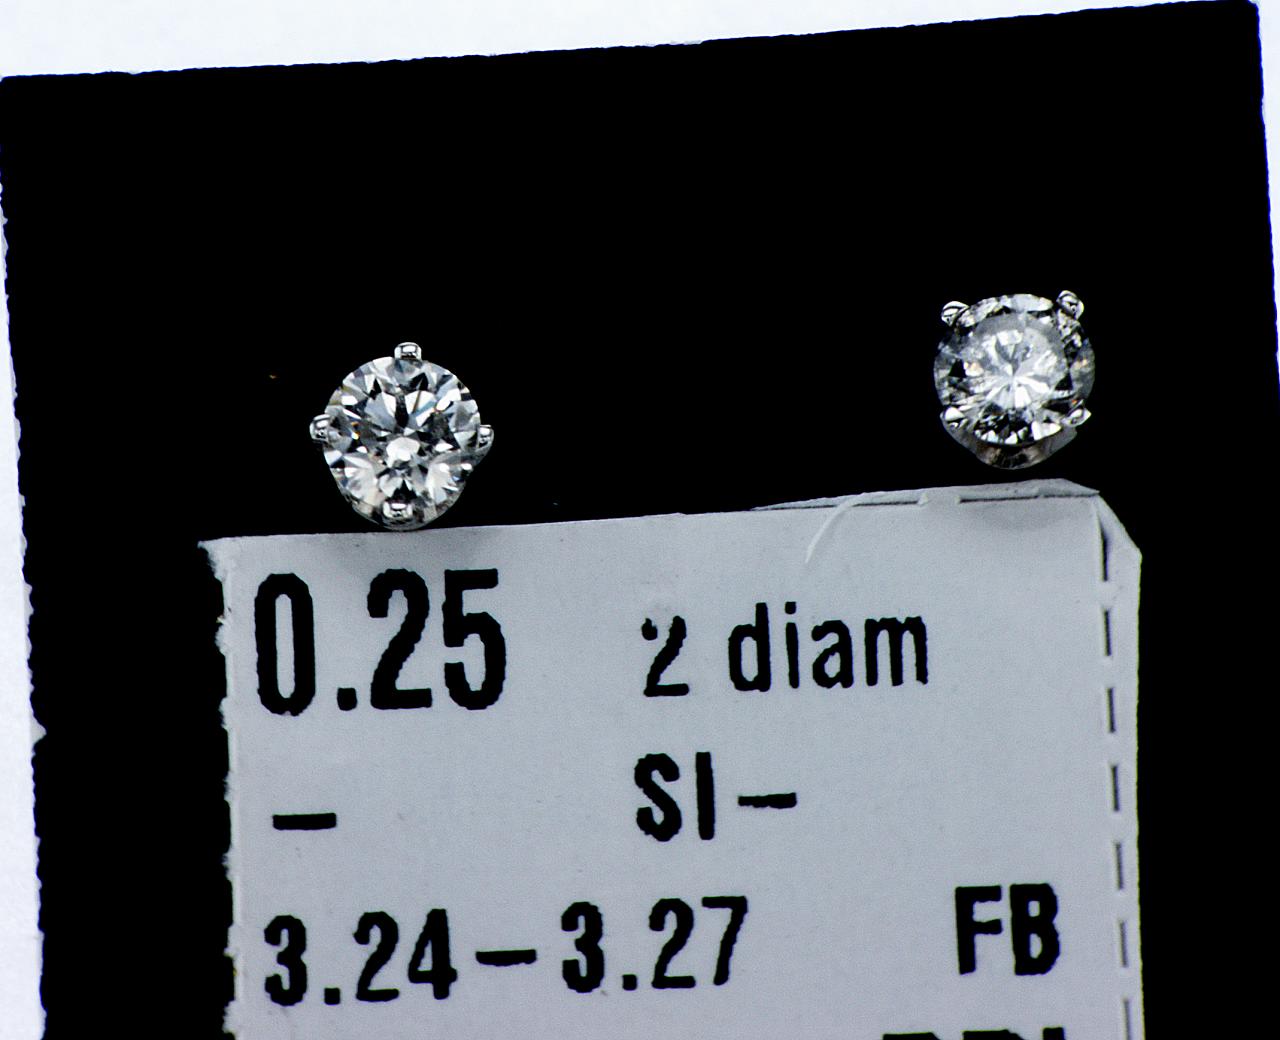 0.25 2 diam
– SI–
3.24–3.27 FB